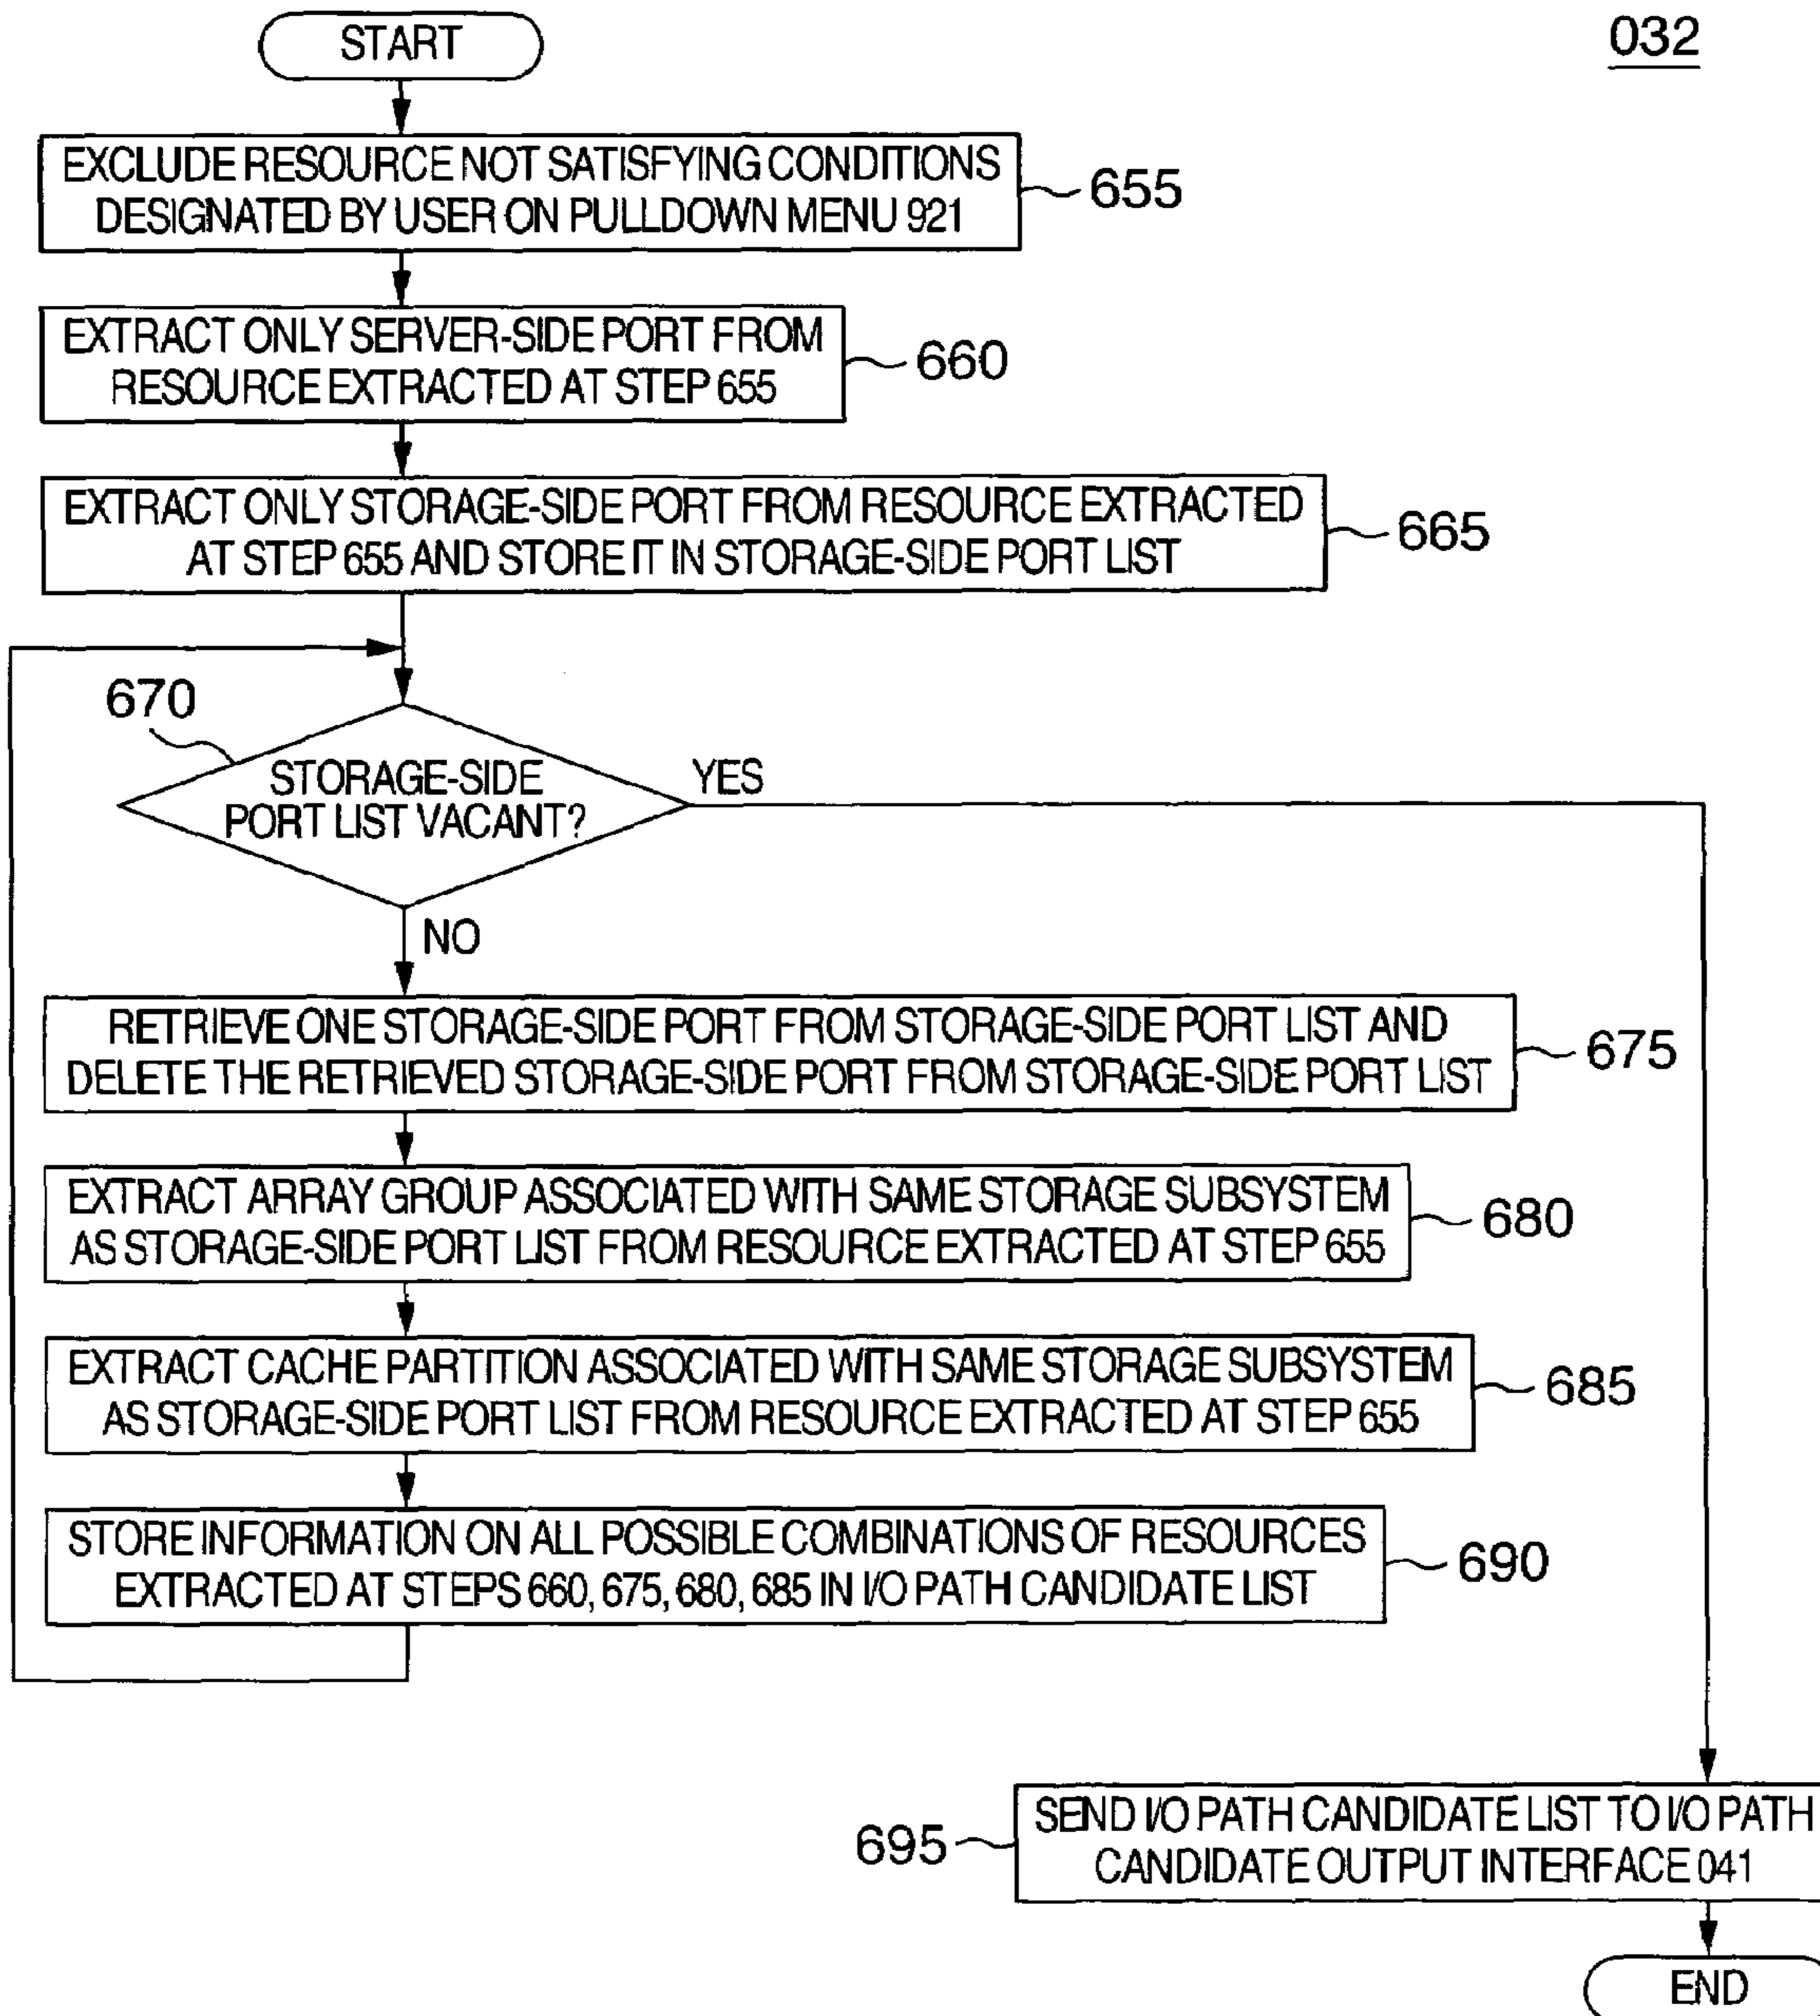 START
032
EXCLUDE RESOURCE NOT SATISFYING CONDITIONS
DESIGNATED BY USER ON PULLDOWN MENU 921
655
EXTRACT ONLY SERVER-SIDE PORT FROM
RESOURCE EXTRACTED AT STEP 655
660
EXTRACT ONLY STORAGE-SIDE PORT FROM RESOURCE EXTRACTED
AT STEP 655 AND STORE IT IN STORAGE-SIDE PORT LIST
665
670
STORAGE-SIDE
PORT LIST VACANT?
YES
NO
RETRIEVE ONE STORAGE-SIDE PORT FROM STORAGE-SIDE PORT LIST AND
DELETE THE RETRIEVED STORAGE-SIDE PORT FROM STORAGE-SIDE PORT LIST
675
EXTRACT ARRAY GROUP ASSOCIATED WITH SAME STORAGE SUBSYSTEM
AS STORAGE-SIDE PORT LIST FROM RESOURCE EXTRACTED AT STEP 655
680
EXTRACT CACHE PARTITION ASSOCIATED WITH SAME STORAGE SUBSYSTEM
AS STORAGE-SIDE PORT LIST FROM RESOURCE EXTRACTED AT STEP 655
685
STORE INFORMATION ON ALL POSSIBLE COMBINATIONS OF RESOURCES
EXTRACTED AT STEPS 660, 675, 680, 685 IN I/O PATH CANDIDATE LIST
690
695
SEND I/O PATH CANDIDATE LIST TO I/O PATH
CANDIDATE OUTPUT INTERFACE 041
END